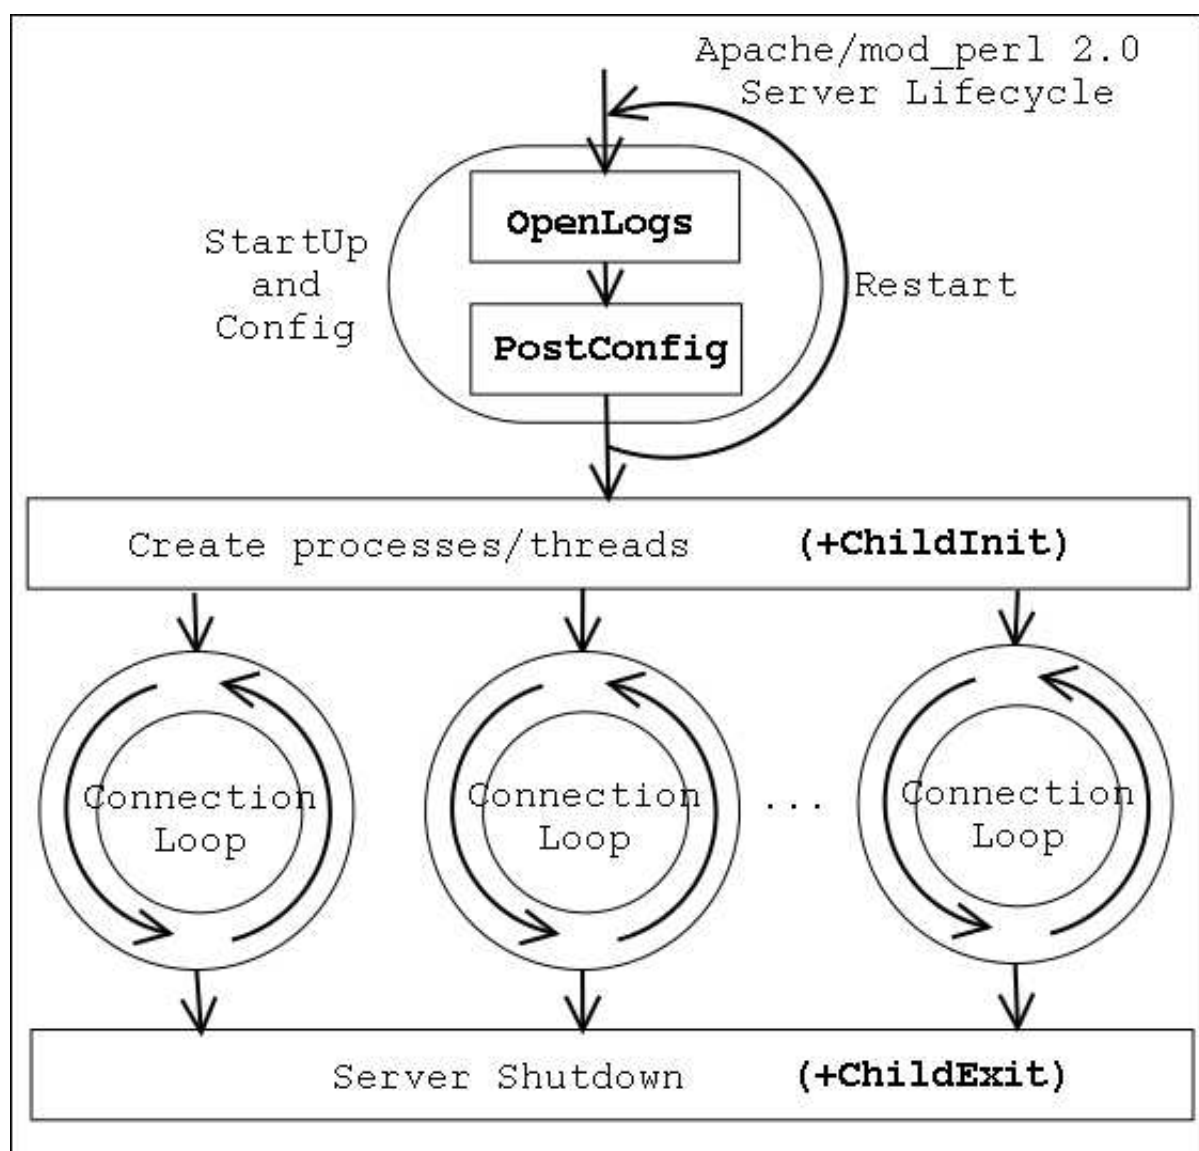 Apache/mod_perl 2.0
Server Lifecycle
OpenLogs
StartUp
and
Config
Restart
PostConfig
Create processes/threads (+ChildInit)
Connection
Loop
Connection
Loop
...
Connection
Loop
Server Shutdown (+ChildExit)